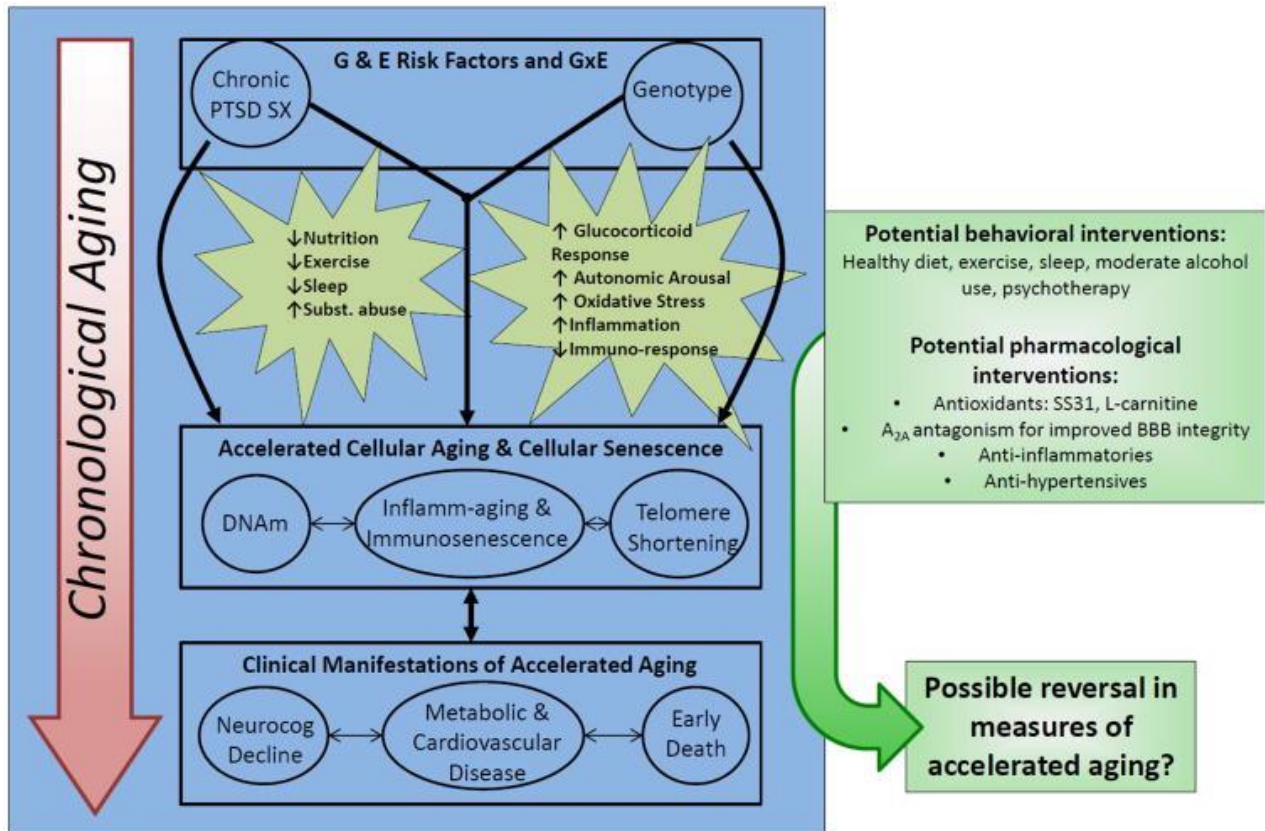 Chronological Aging
G & E Risk Factors and GxE
Chronic
PTSD SX
Genotype
↓Nutrition
↓Exercise
↓Sleep
↑Subst. abuse
↑ Glucocorticoid
Response
↑ Autonomic Arousal
↑ Oxidative Stress
↑Inflammation
↓Immuno-response
Accelerated Cellular Aging & Cellular Senescence
DNAm
Inflamm-aging &
Immunosenescence
Telomere
Shortening
Clinical Manifestations of Accelerated Aging
Neurocog
Decline
Metabolic &
Cardiovascular
Disease
Early
Death
Potential behavioral interventions:
Healthy diet, exercise, sleep, moderate alcohol
use, psychotherapy
Potential pharmacological
interventions:
• Antioxidants: SS31, L-carnitine
• A2A antagonism for improved BBB integrity
• Anti-inflammatories
• Anti-hypertensives
Possible reversal in
measures of
accelerated aging?